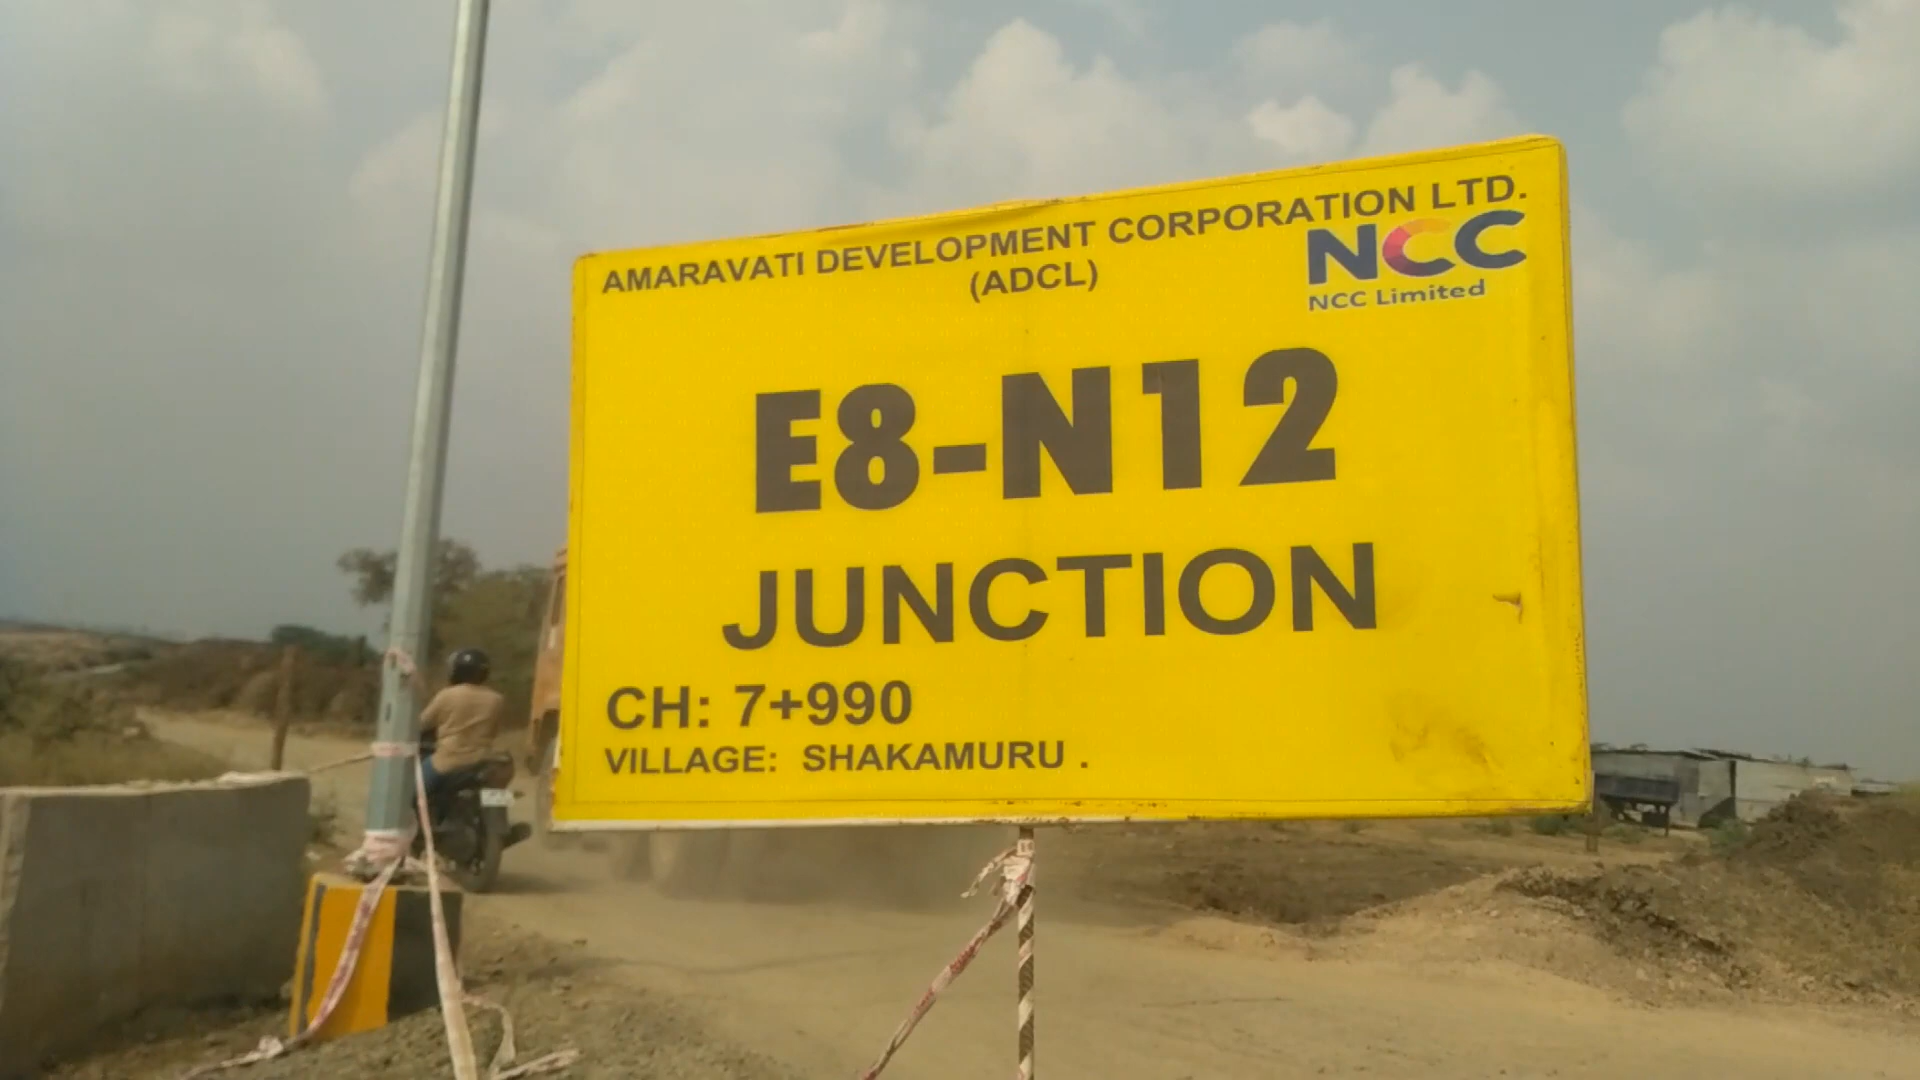 AMARAVATI DEVELOPMENT CORPORATION LTD.
(ADCL)
NCC
NCC Limited
E8-N12
JUNCTION
CH: 7+990
VILLAGE: SHAKAMURU .